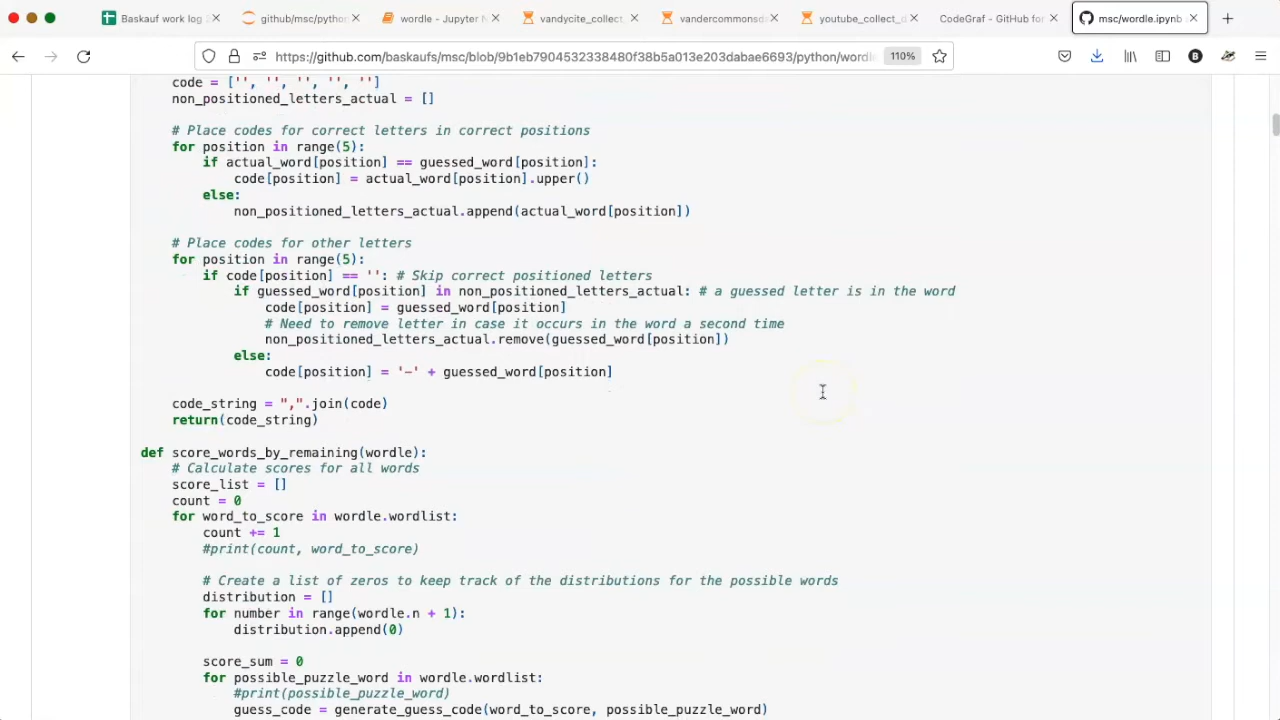 Baskauf work log
github/msc/python
wordle - Jupyter N
vandycite_collect.
vandercommonsda
youtube_collect_d
CodeGraf - GitHub for
msc/wordle.ipynb
https://github.com/baskaufs/msc/blob/9b1eb7904532338480f38b5a013e203dabae6693/python/wordle
110%
code = ['', '', '', '', '']
non_positioned_letters_actual = []
# Place codes for correct letters in correct positions
for position in range(5):
if actual_word[position] == guessed_word[position]:
code[position] = actual_word[position].upper()
else:
non_positioned_letters_actual.append(actual_word[position])
# Place codes for other letters
for position in range(5):
if code[position] == '': # Skip correct positioned letters
if guessed_word[position] in non_positioned_letters_actual: # a guessed letter is in the word
code[position] = guessed_word[position]
# Need to remove letter in case it occurs in the word a second time
non_positioned_letters_actual.remove(guessed_word[position])
else:
code[position] = '-' + guessed_word[position]
code_string = ",".join(code)
return(code_string)
def score_words_by_remaining(wordle):
# Calculate scores for all words
score_list = []
count = 0
for word_to_score in wordle.wordlist:
count += 1
#print(count, word_to_score)
# Create a list of zeros to keep track of the distributions for the possible words
distribution = []
for number in range(wordle.n + 1):
distribution.append(0)
score_sum = 0
for possible_puzzle_word in wordle.wordlist:
#print(possible_puzzle_word)
guess_code = generate_guess_code(word_to_score, possible_puzzle_word)